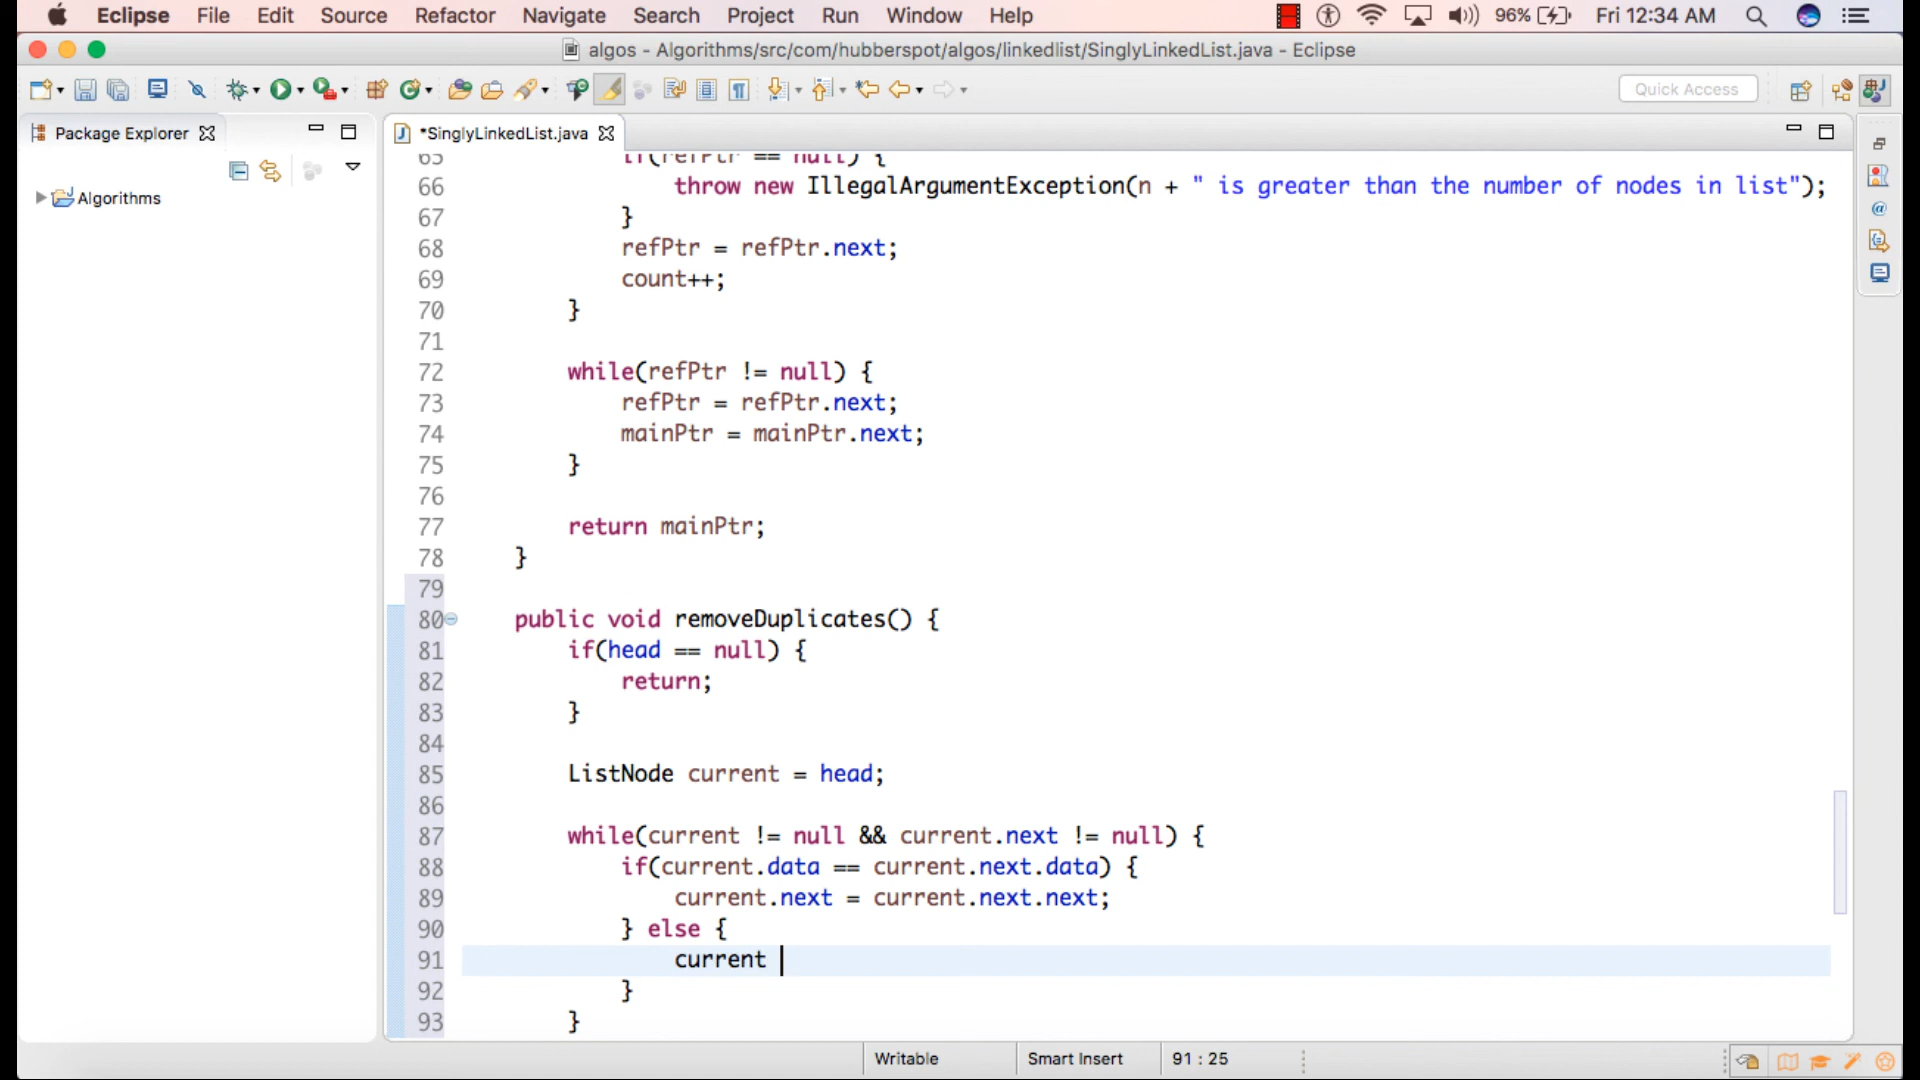 Eclipse File Edit Source Refactor Navigate Search Project Run Window Help 96% Fri 12:34 AM
algos - Algorithms/src/com/hubberspot/algos/linkedlist/SinglyLinkedList.java - Eclipse
Quick Access
Package Explorer
*SinglyLinkedList.java
Algorithms
65 if(refPtr == null) {
66 throw new IllegalArgumentException(n + " is greater than the number of nodes in list");
67 }
68 refPtr = refPtr.next;
69 count++;
70 }
71
72 while(refPtr != null) {
73 refPtr = refPtr.next;
74 mainPtr = mainPtr.next;
75 }
76
77 return mainPtr;
78 }
79
80 public void removeDuplicates() {
81 if(head == null) {
82 return;
83 }
84
85 ListNode current = head;
86
87 while(current != null && current.next != null) {
88 if(current.data == current.next.data) {
89 current.next = current.next.next;
90 } else {
91 current
92 }
93 }
Writable Smart Insert 91 : 25